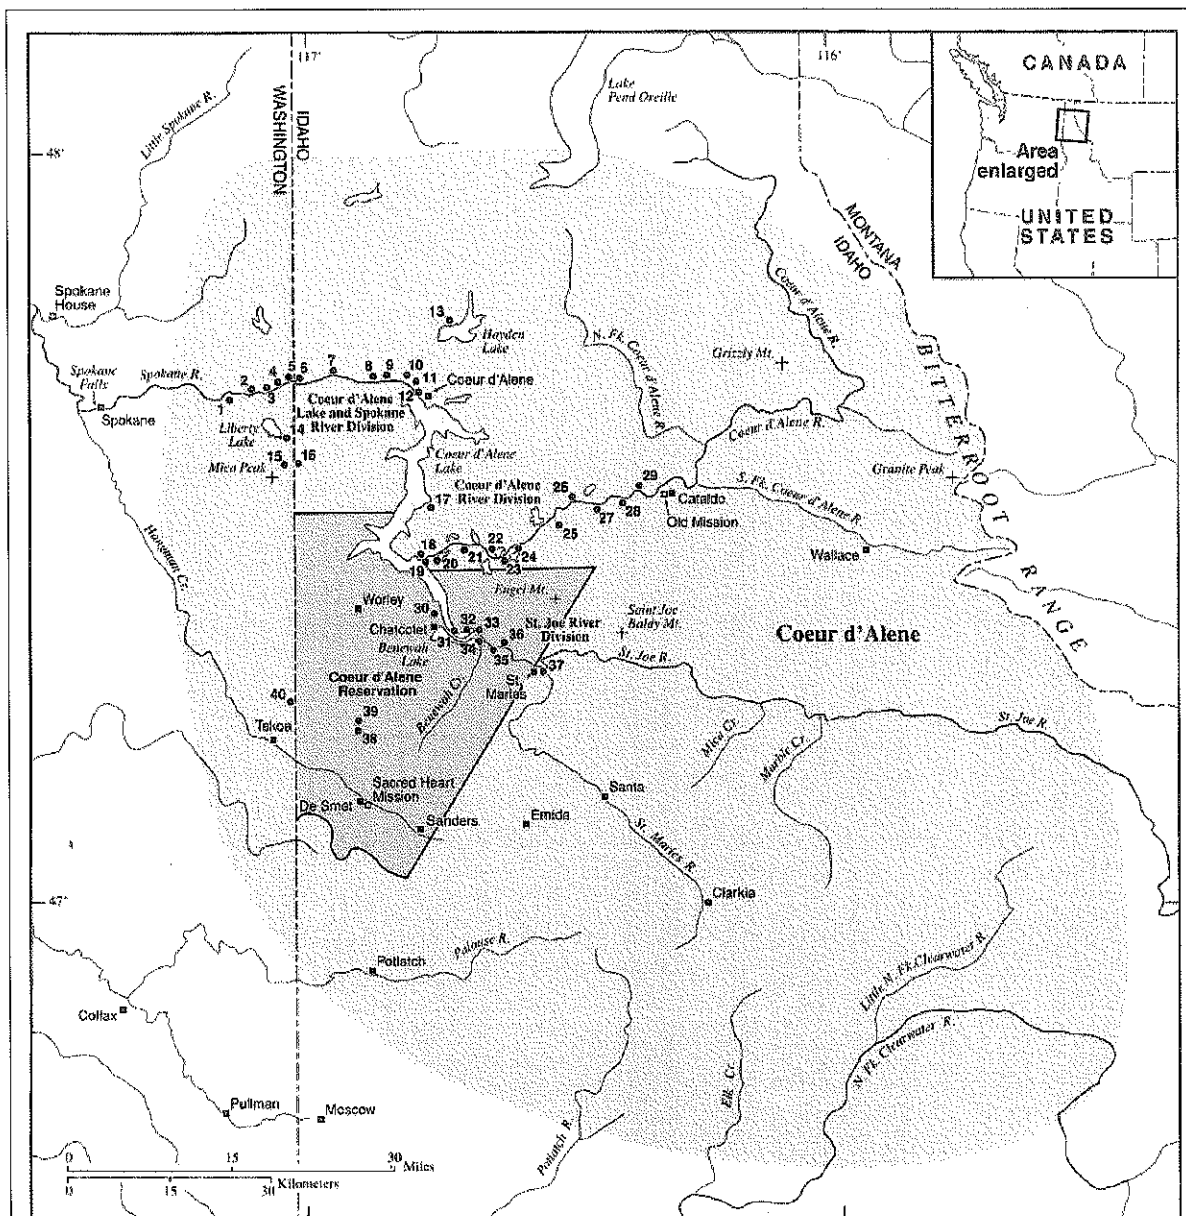 117°
116°
CANADA
Area
enlarged
UNITED
STATES
48°
Little Spokane R.
WASHINGTON
IDAHO
Lake
Pend Oreille
MONTANA
IDAHO
Coeur d'Alene R.
Spokane
House
13
Hayden
Lake
N. Fk. Coeur d'Alene R.
Grizzly Mt.
BITTERROOT RANGE
Spokane
Falls
Spokane R.
Spokane
1
2
3
4
5
6
7
8
9
10
11
12
Coeur d'Alene
Coeur d'Alene
Lake and Spokane
River Division
Liberty
Lake
14
15
16
Mica Peak
Coeur d'Alene
Lake
Coeur d'Alene R.
Granite Peak
Coeur d'Alene
River Division
17
26
29
Cataldo
S. Fk. Coeur d'Alene R.
27
28
Old Mission
25
Wallace
18
19
20
21
22
23
24
Hangman Cr.
Engel Mt.
Worley
30
Chatcolet
31
32
33
34
35
36
St. Joe River
Division
Saint Joe
Baldy Mt.
Coeur d'Alene
Benewah
Lake
St. Joe R.
37
St.
Maries
Coeur d'Alene
Reservation
Benewah Cr.
40
39
38
Tekoa
Mica Cr.
Marble Cr.
St. Joe R.
Sacred Heart
Mission
De Smet
Sanders
Santa
Emida
St. Maries R.
Clarkia
47°
Palouse R.
Potlatch
Little N. Fk. Clearwater R.
N. Fk. Clearwater R.
Colfax
Elk Cr.
Potlatch R.
Pullman
Moscow
0 15 30
Miles
0 15 30
Kilometers